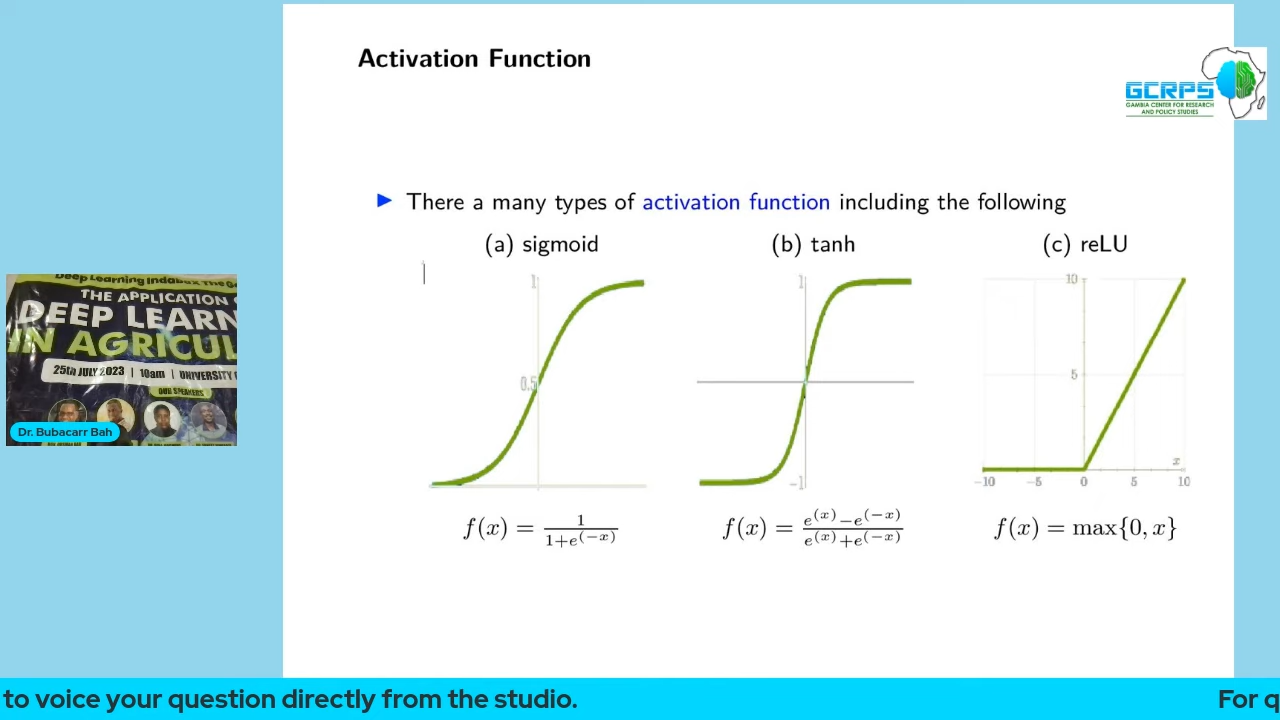 Activation Function
GCRPS
GAMBIA CENTER FOR RESEARCH
AND POLICY STUDIES
There a many types of activation function including the following
(a) sigmoid
(b) tanh
(c) reLU
1
0.5
1
−1
10
5
x
−10 −5 0 5 10
f(x) = 1/(1+e^(−x))
f(x) = (e^(x)−e^(−x))/(e^(x)+e^(−x))
f(x) = max{0, x}
Deep Learning Indaba
THE APPLICATION
DEEP LEARN
IN AGRICUL
25th JULY 2023 | 10am | UNIVERSITY
OUR SPEAKERS
Dr. Bubacarr Bah
to voice your question directly from the studio.
For q